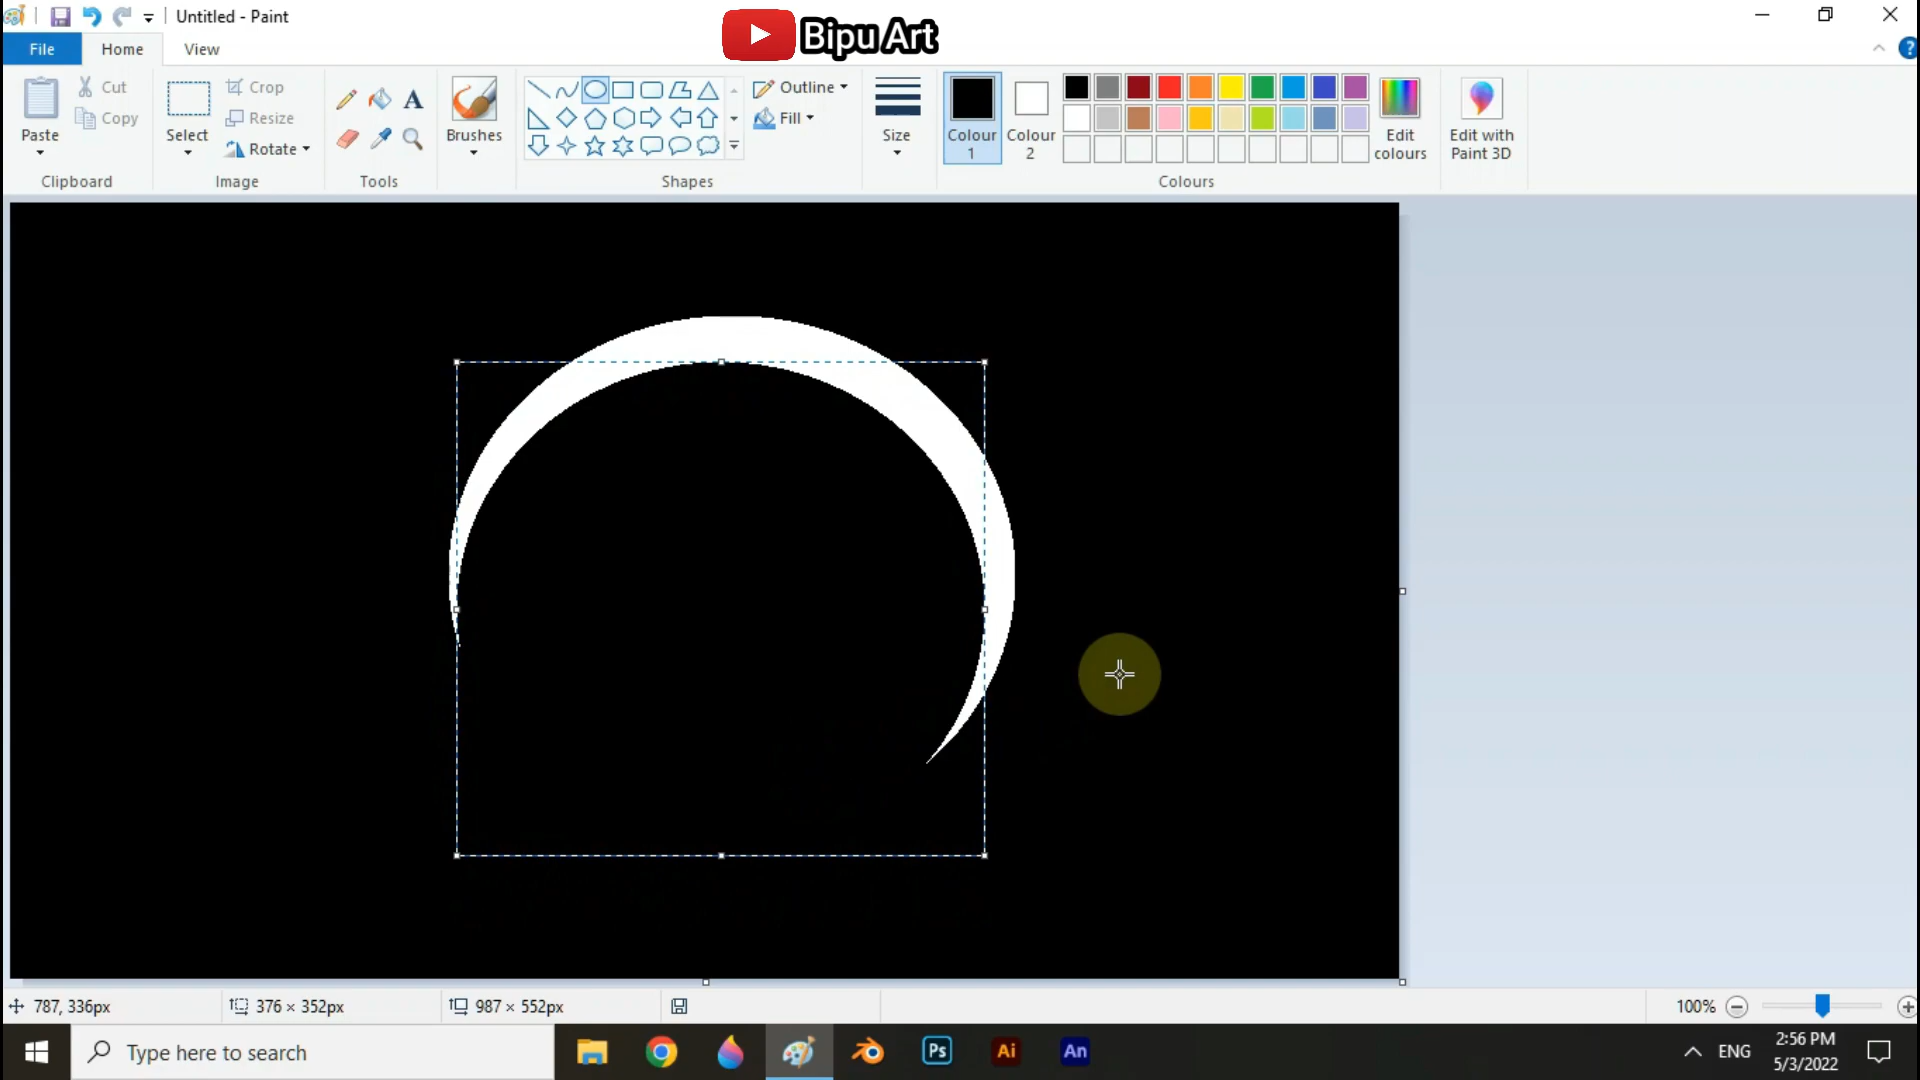 Untitled - Paint
Bipu Art
File
Home
View
?
Paste
Cut
Copy
Clipboard
Select
Crop
Resize
Rotate
Image
A
Tools
Brushes
Shapes
Outline
Fill
Size
Colour
1
Colour
2
Edit
colours
Colours
Edit with
Paint 3D
787, 336px
376 × 352px
987 × 552px
100%
Type here to search
Ps
Ai
An
ENG
2:56 PM
5/3/2022